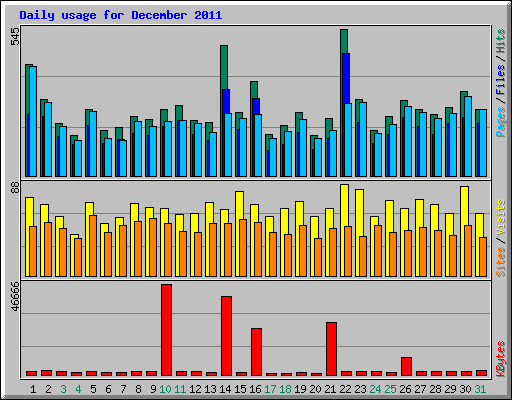 Daily usage for December 2011
545
Pages / Files / Hits
88
Sites / Visits
46666
KBytes
1 2 3 4 5 6 7 8 9 10 11 12 13 14 15 16 17 18 19 20 21 22 23 24 25 26 27 28 29 30 31